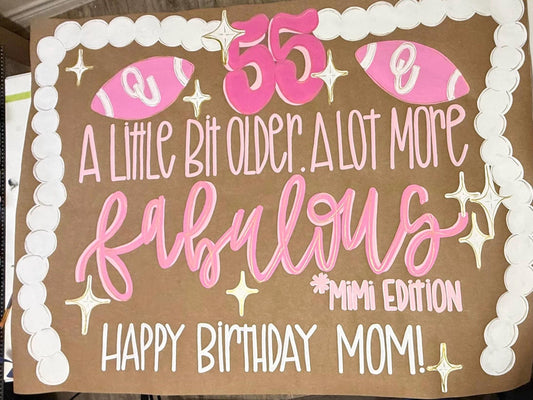 Q 55 Q
A LITTLE BIT OLDER. A LOT MORE
fabulous
*MIMI EDITION
HAPPY BIRTHDAY MOM!